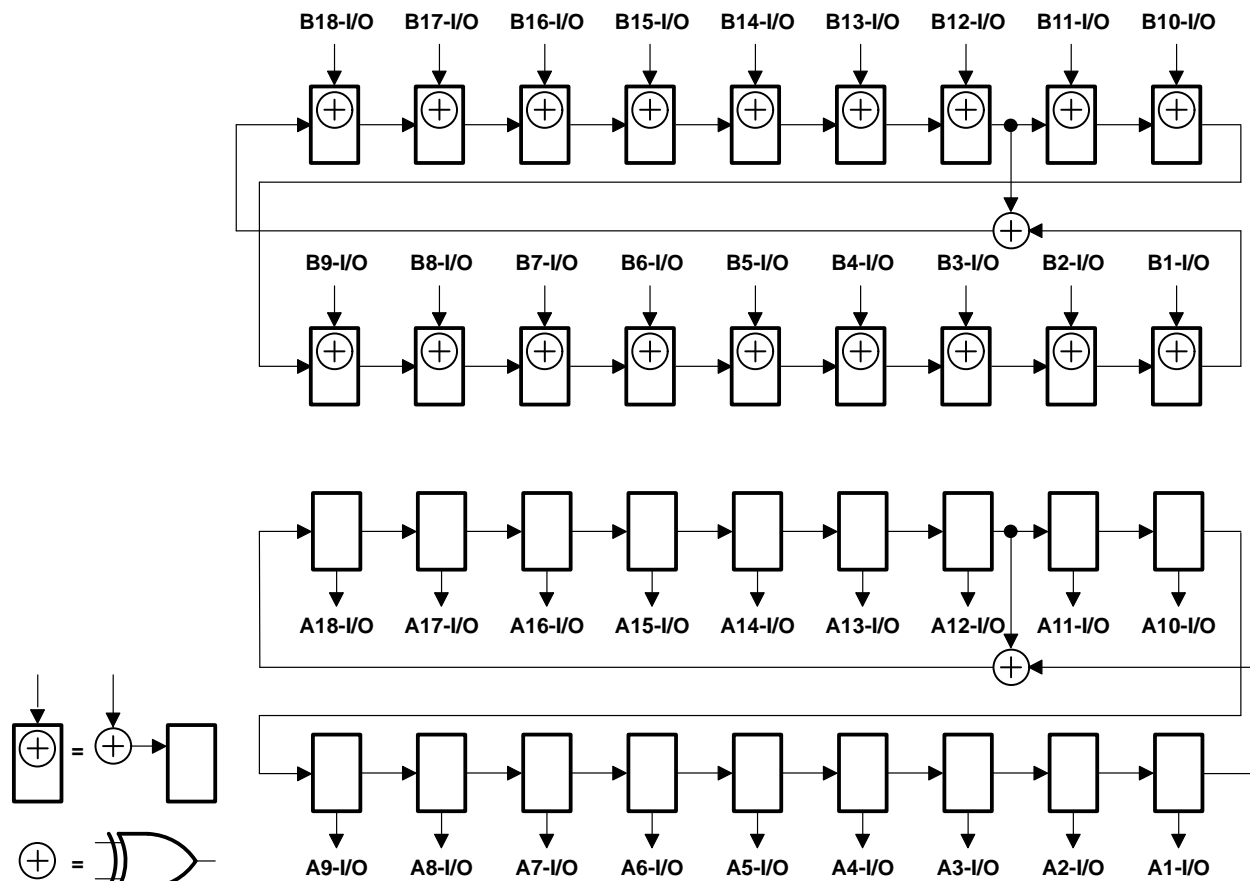 B18-I/O B17-I/O B16-I/O B15-I/O B14-I/O B13-I/O B12-I/O B11-I/O B10-I/O
B9-I/O B8-I/O B7-I/O B6-I/O B5-I/O B4-I/O B3-I/O B2-I/O B1-I/O
A18-I/O A17-I/O A16-I/O A15-I/O A14-I/O A13-I/O A12-I/O A11-I/O A10-I/O
=
=
A9-I/O A8-I/O A7-I/O A6-I/O A5-I/O A4-I/O A3-I/O A2-I/O A1-I/O